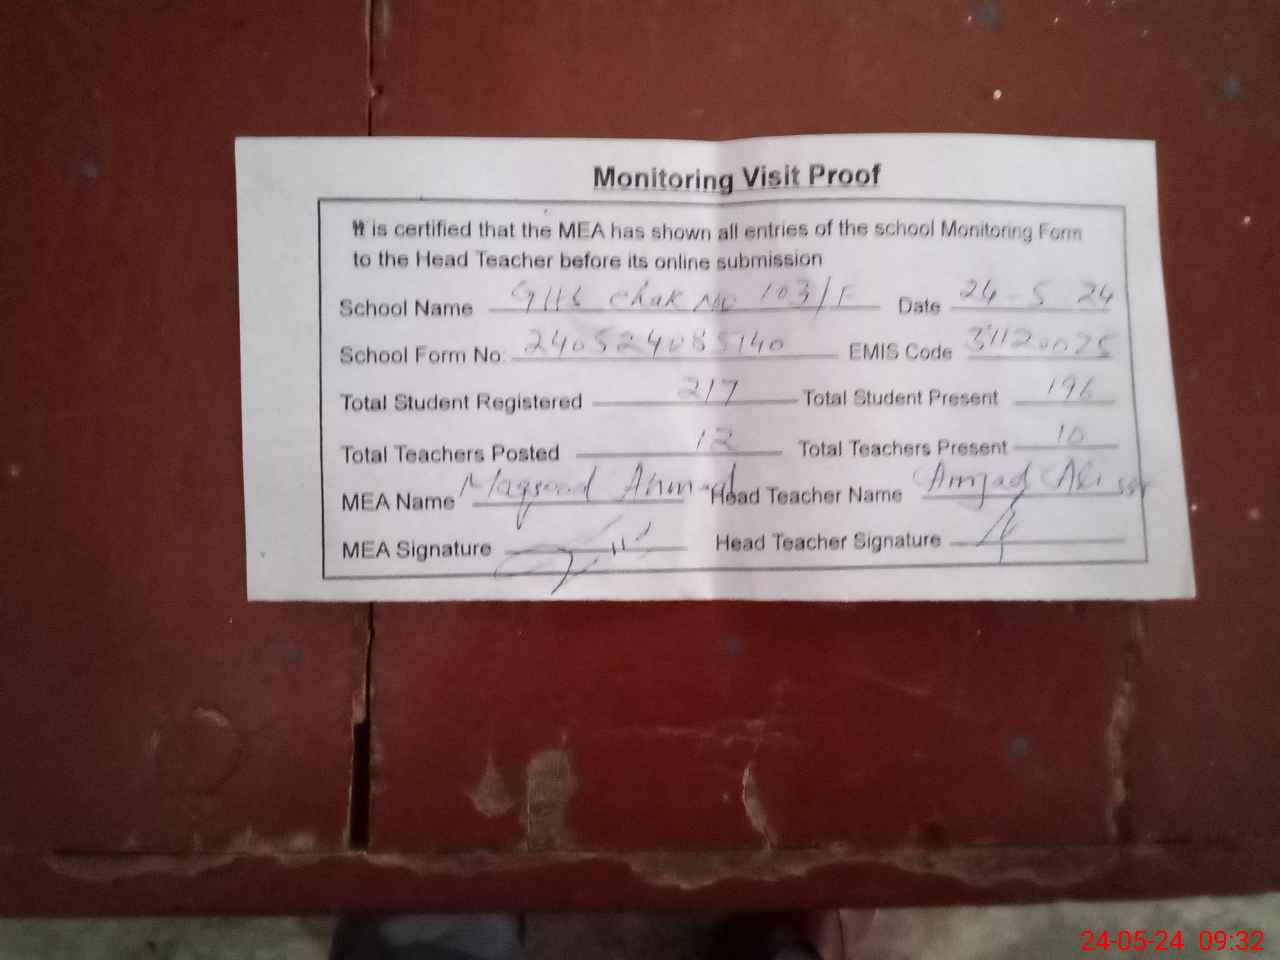 Monitoring Visit Proof
It is certified that the MEA has shown all entries of the school Monitoring Form
to the Head Teacher before its online submission
School Name GHS Chak No 103/F Date 24-5 24
School Form No: 240524085140 EMIS Code 31120025
Total Student Registered 217 Total Student Present 196
Total Teachers Posted 12 Total Teachers Present 10
MEA Name Maqsood Ahmad Head Teacher Name Amjad Ali
MEA Signature Head Teacher Signature
24-05-24 09:32